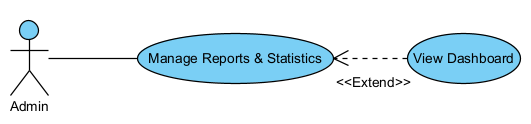 Manage Reports & Statistics
View Dashboard
<<Extend>>
Admin